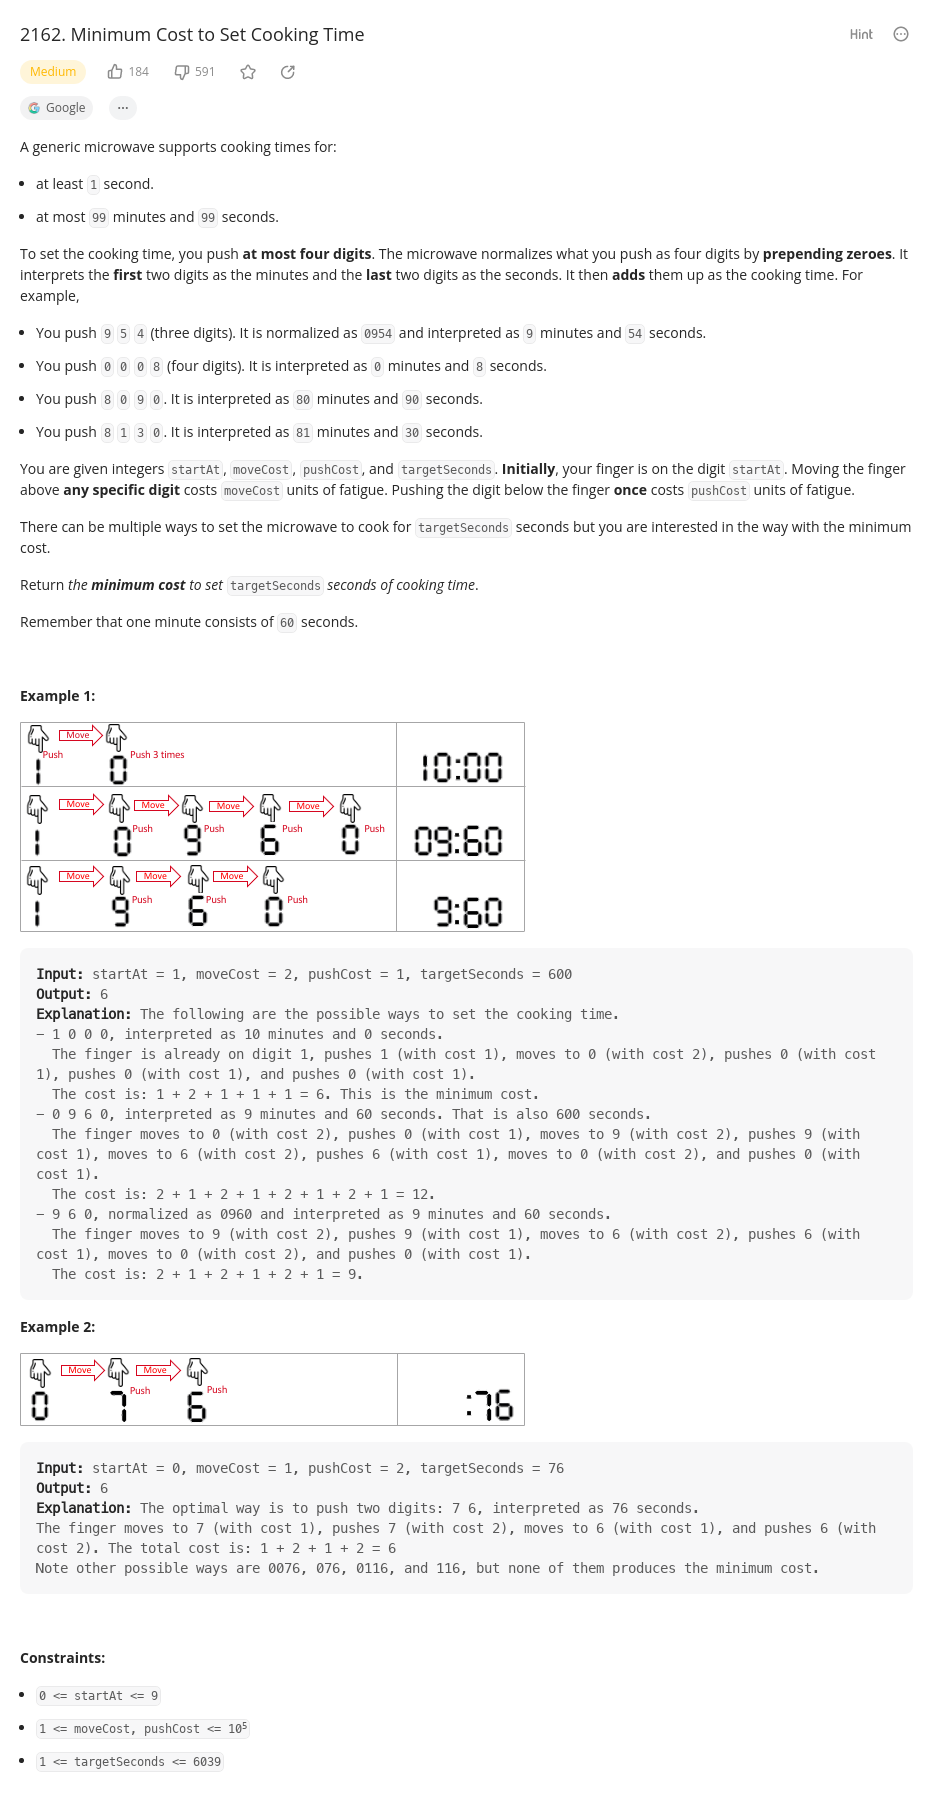 2162. Minimum Cost to Set Cooking Time
Hint
Medium 184 591
Google ...
A generic microwave supports cooking times for:
• at least 1 second.
• at most 99 minutes and 99 seconds.
To set the cooking time, you push at most four digits. The microwave normalizes what you push as four digits by prepending zeroes. It
interprets the first two digits as the minutes and the last two digits as the seconds. It then adds them up as the cooking time. For
example,
• You push 9 5 4 (three digits). It is normalized as 0954 and interpreted as 9 minutes and 54 seconds.
• You push 0 0 0 8 (four digits). It is interpreted as 0 minutes and 8 seconds.
• You push 8 0 9 0. It is interpreted as 80 minutes and 90 seconds.
• You push 8 1 3 0. It is interpreted as 81 minutes and 30 seconds.
You are given integers startAt, moveCost, pushCost, and targetSeconds. Initially, your finger is on the digit startAt. Moving the finger
above any specific digit costs moveCost units of fatigue. Pushing the digit below the finger once costs pushCost units of fatigue.
There can be multiple ways to set the microwave to cook for targetSeconds seconds but you are interested in the way with the minimum
cost.
Return the minimum cost to set targetSeconds seconds of cooking time.
Remember that one minute consists of 60 seconds.
Example 1:
Move
Push Push 3 times
1 0 10:00
Move Move Move Move
Push Push Push Push
1 0 9 6 0 09:60
Move Move Move
Push Push Push
1 9 6 0 9:60
Input: startAt = 1, moveCost = 2, pushCost = 1, targetSeconds = 600
Output: 6
Explanation: The following are the possible ways to set the cooking time.
- 1 0 0 0, interpreted as 10 minutes and 0 seconds.
The finger is already on digit 1, pushes 1 (with cost 1), moves to 0 (with cost 2), pushes 0 (with cost
1), pushes 0 (with cost 1), and pushes 0 (with cost 1).
The cost is: 1 + 2 + 1 + 1 + 1 = 6. This is the minimum cost.
- 0 9 6 0, interpreted as 9 minutes and 60 seconds. That is also 600 seconds.
The finger moves to 0 (with cost 2), pushes 0 (with cost 1), moves to 9 (with cost 2), pushes 9 (with
cost 1), moves to 6 (with cost 2), pushes 6 (with cost 1), moves to 0 (with cost 2), and pushes 0 (with
cost 1).
The cost is: 2 + 1 + 2 + 1 + 2 + 1 + 2 + 1 = 12.
- 9 6 0, normalized as 0960 and interpreted as 9 minutes and 60 seconds.
The finger moves to 9 (with cost 2), pushes 9 (with cost 1), moves to 6 (with cost 2), pushes 6 (with
cost 1), moves to 0 (with cost 2), and pushes 0 (with cost 1).
The cost is: 2 + 1 + 2 + 1 + 2 + 1 = 9.
Example 2:
Move Move
Push Push
0 7 6 :76
Input: startAt = 0, moveCost = 1, pushCost = 2, targetSeconds = 76
Output: 6
Explanation: The optimal way is to push two digits: 7 6, interpreted as 76 seconds.
The finger moves to 7 (with cost 1), pushes 7 (with cost 2), moves to 6 (with cost 1), and pushes 6 (with
cost 2). The total cost is: 1 + 2 + 1 + 2 = 6
Note other possible ways are 0076, 076, 0116, and 116, but none of them produces the minimum cost.
Constraints:
• 0 <= startAt <= 9
• 1 <= moveCost, pushCost <= 10⁵
• 1 <= targetSeconds <= 6039